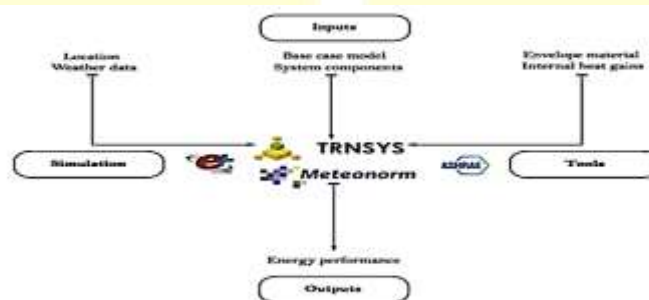 Inputs
Location
Weather data
Base case model
System components
Envelope material
Internal heat gains
Simulation
TRNSYS
Meteonorm
ASHRAE
Tools
Energy performance
Outputs